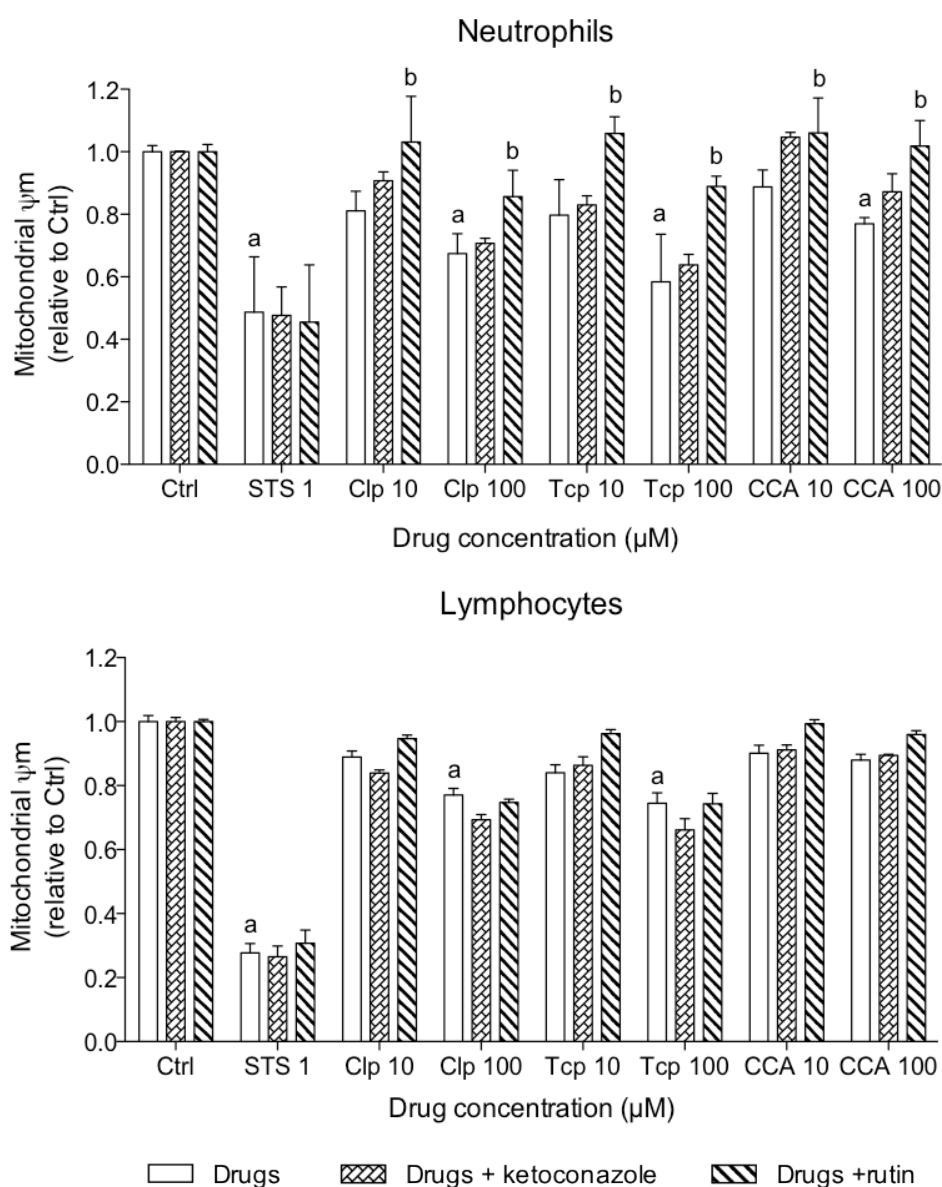 Neutrophils
Mitochondrial ψm
(relative to Ctrl)
1.2
1.0
0.8
0.6
0.4
0.2
0.0
a
a
b
b
b
a
b
b
a
b
Ctrl STS 1 Clp 10 Clp 100 Tcp 10 Tcp 100 CCA 10 CCA 100
Drug concentration (µM)
Lymphocytes
Mitochondrial ψm
(relative to Ctrl)
1.2
1.0
0.8
0.6
0.4
0.2
0.0
a
a
a
Ctrl STS 1 Clp 10 Clp 100 Tcp 10 Tcp 100 CCA 10 CCA 100
Drug concentration (µM)
Drugs Drugs + ketoconazole Drugs +rutin